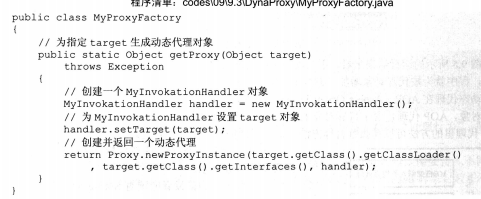 程序清单：codes\09\9.3\DynaProxy\MyProxyFactory.java
public class MyProxyFactory
{
    // 为指定 target 生成动态代理对象
    public static Object getProxy(Object target)
        throws Exception
    {
        // 创建一个 MyInvokationHandler 对象
        MyInvokationHandler handler = new MyInvokationHandler();
        // 为 MyInvokationHandler 设置 target 对象
        handler.setTarget(target);
        // 创建并返回一个动态代理
        return Proxy.newProxyInstance(target.getClass().getClassLoader()
            , target.getClass().getInterfaces(), handler);
    }
}